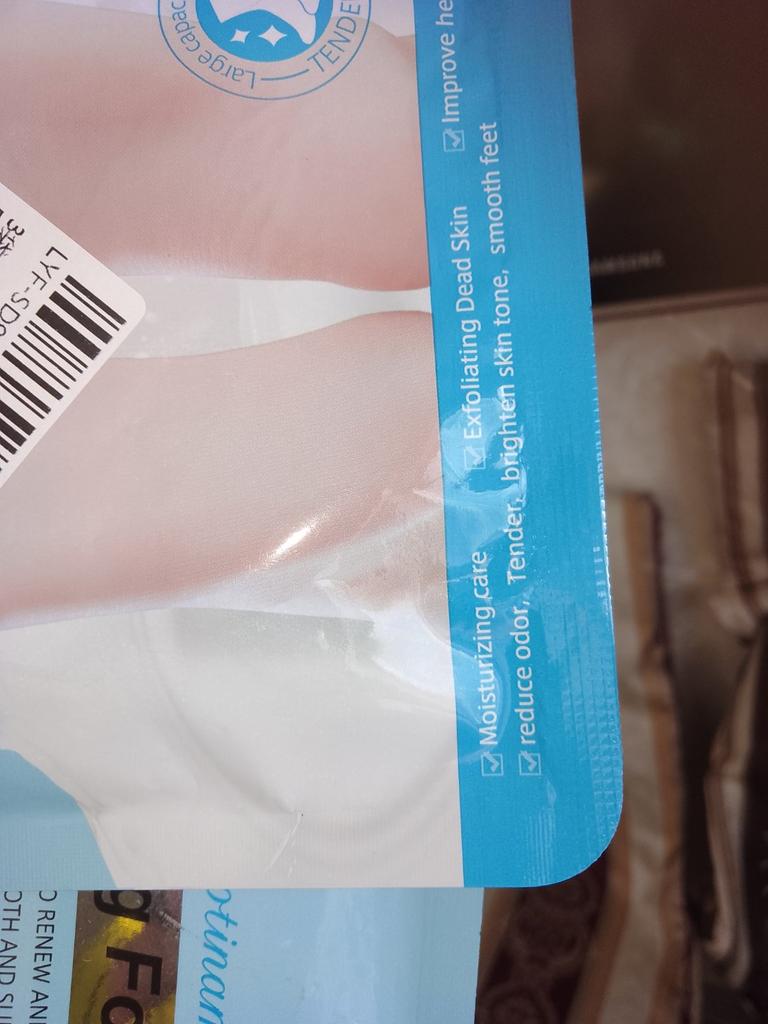 Large capac
TENDE
Moisturizing care
Exfoliating Dead Skin
Improve he
reduce odor, Tender, brighten skin tone, smooth feet
LYF-SD
O RENEW AN
OTH AND SU
g Fo
otinam